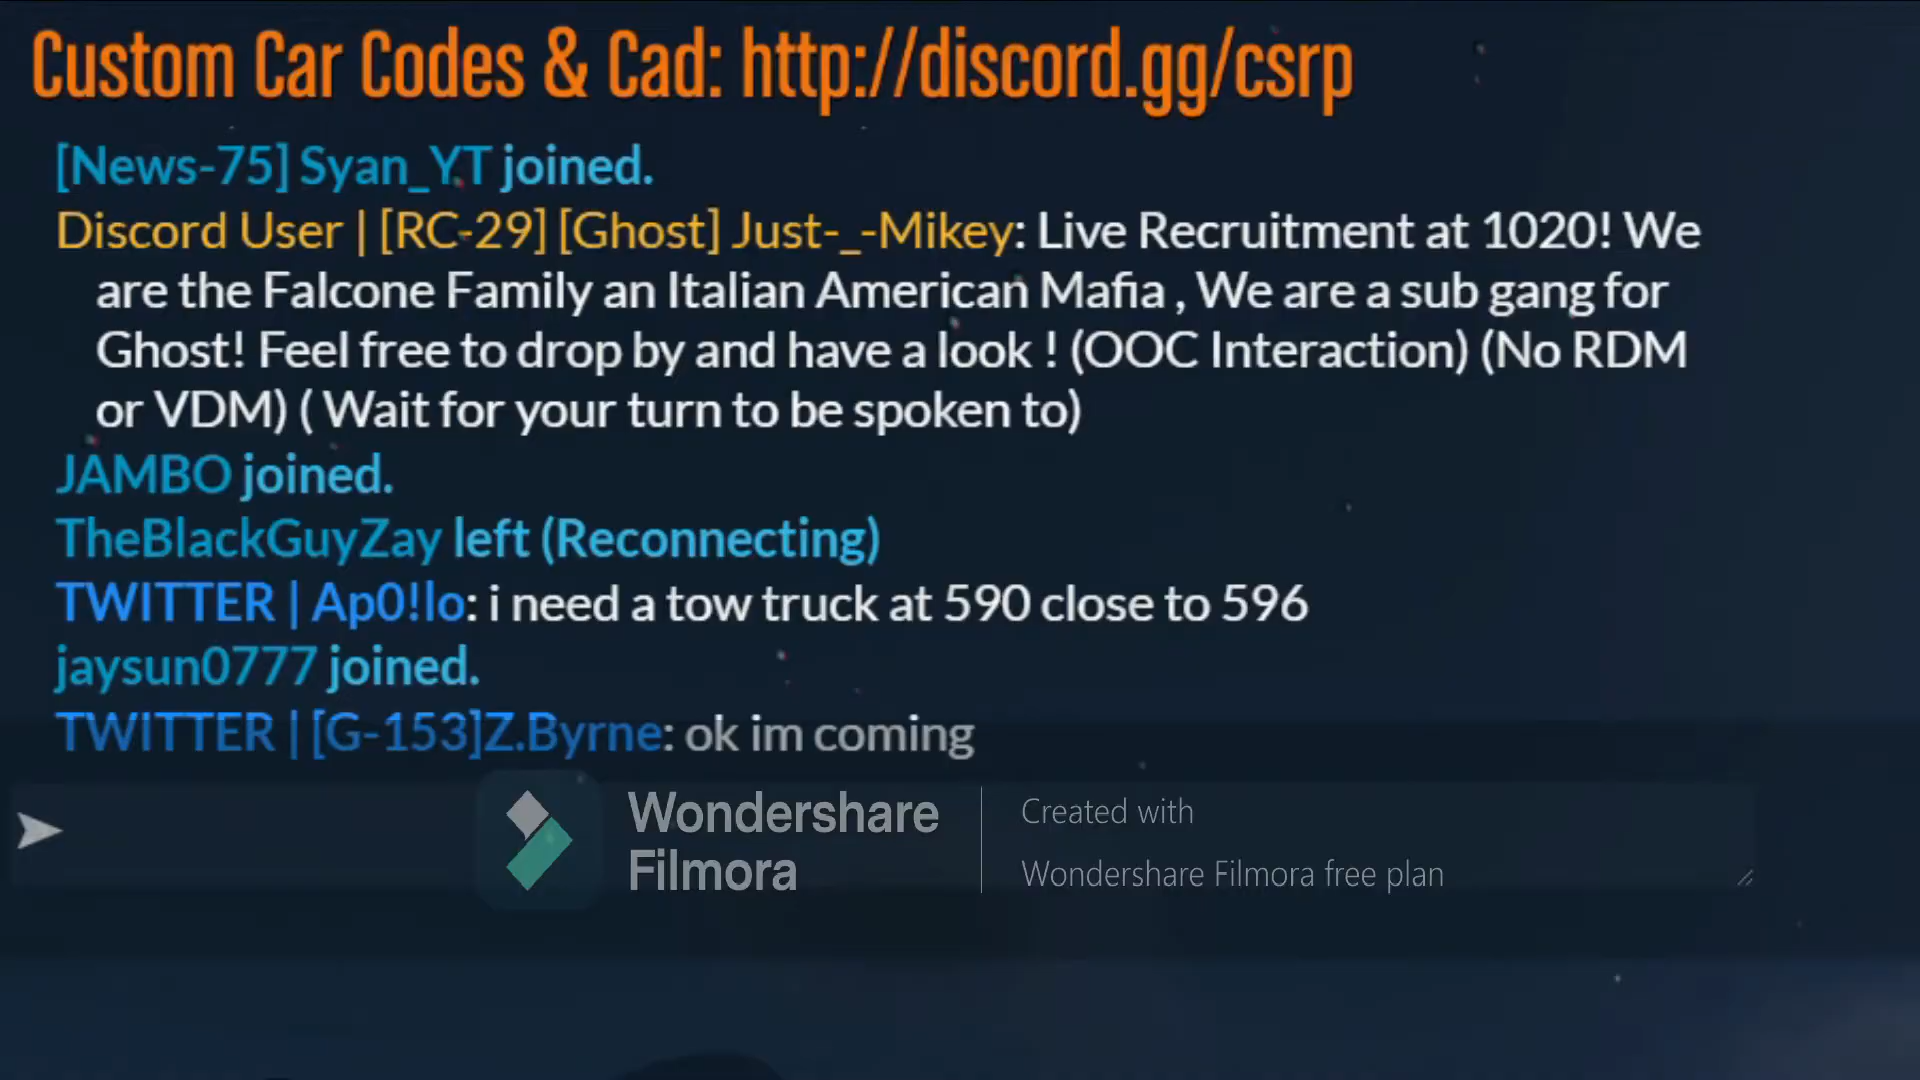 Custom Car Codes & Cad: http://discord.gg/csrp
[News-75] Syan_YT joined.
Discord User | [RC-29] [Ghost] Just-_-Mikey: Live Recruitment at 1020! We
are the Falcone Family an Italian American Mafia , We are a sub gang for
Ghost! Feel free to drop by and have a look ! (OOC Interaction) (No RDM
or VDM) ( Wait for your turn to be spoken to)
JAMBO joined.
TheBlackGuyZay left (Reconnecting)
TWITTER | Ap0!lo: i need a tow truck at 590 close to 596
jaysun0777 joined.
TWITTER | [G-153]Z.Byrne: ok im coming
Wondershare
Filmora
Created with
Wondershare Filmora free plan